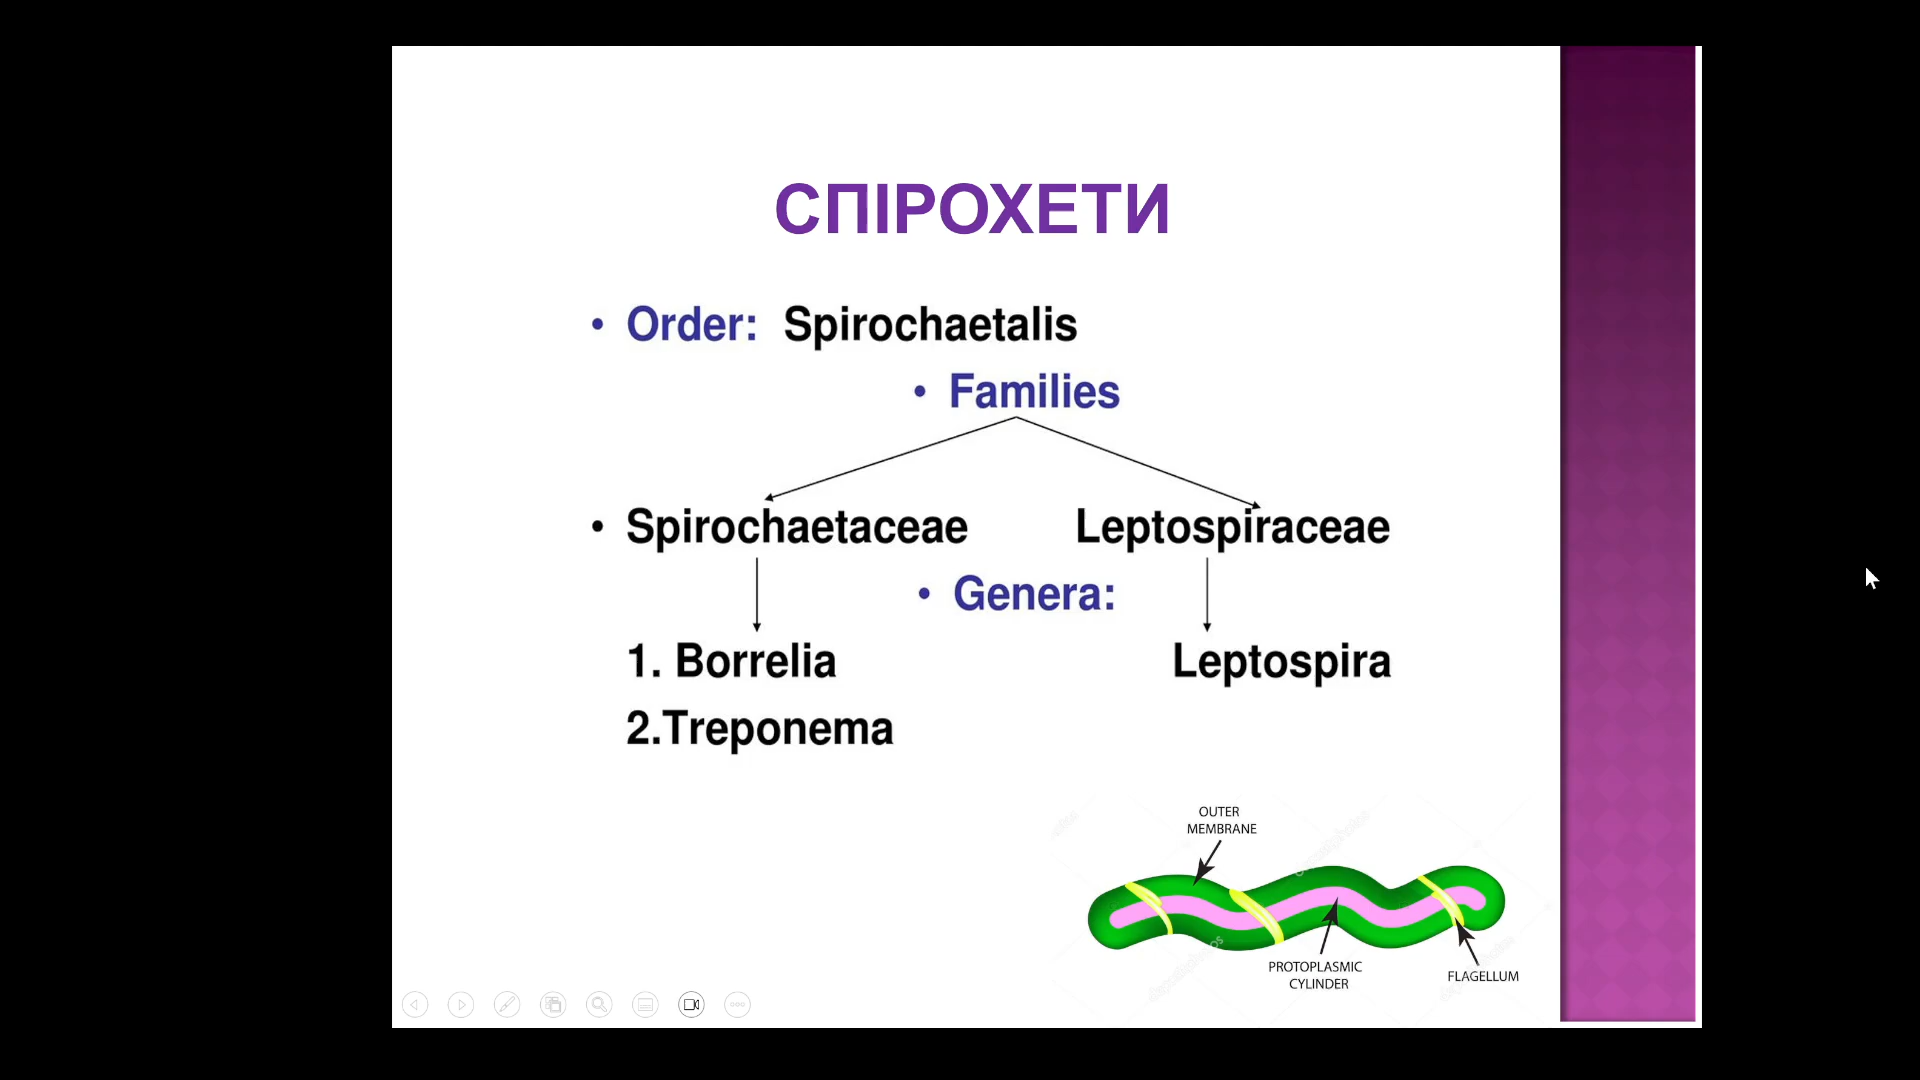 СПІРОХЕТИ
• Order: Spirochaetalis
• Families
• Spirochaetaceae Leptospiraceae
• Genera:
1. Borrelia Leptospira
2.Treponema
OUTER
MEMBRANE
PROTOPLASMIC
CYLINDER
FLAGELLUM